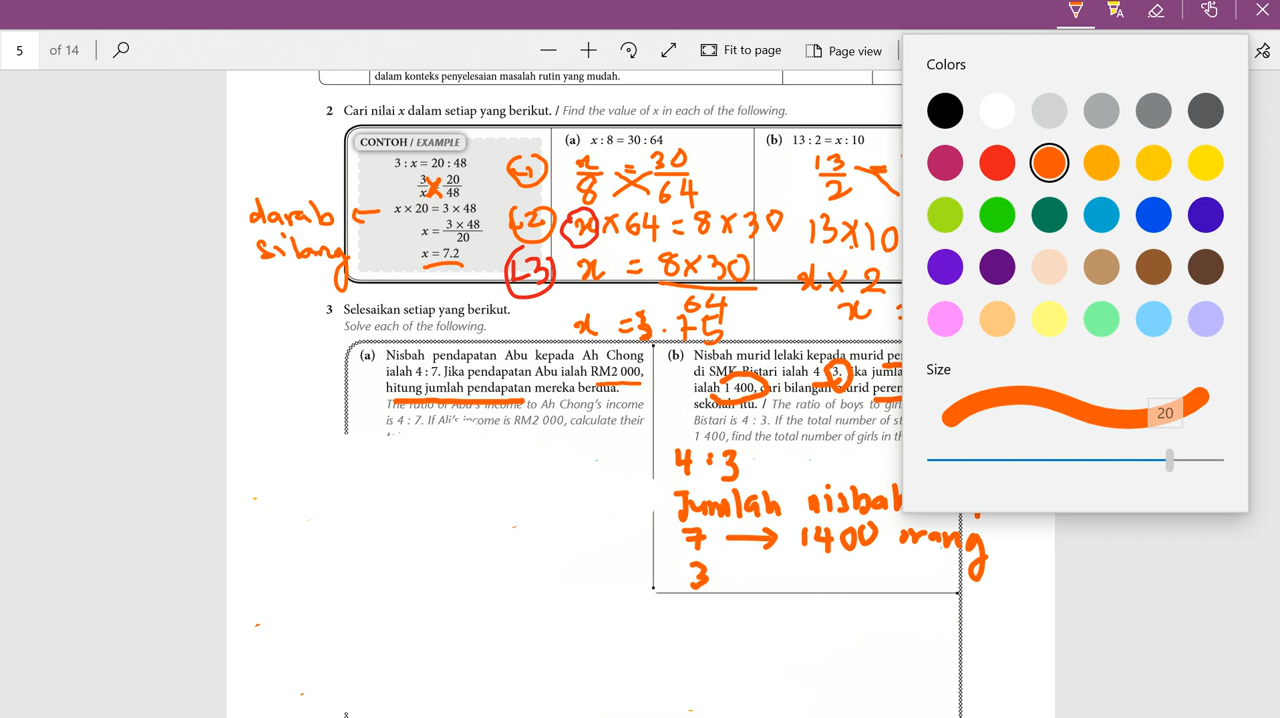 5 of 14
Fit to page
Page view
Colors
Size
20
dalam konteks penyelesaian masalah rutin yang mudah.
2 Cari nilai x dalam setiap yang berikut. / Find the value of x in each of the following.
CONTOH / EXAMPLE
3 : x = 20 : 48
3 20
x 48
x × 20 = 3 × 48
x = 3 × 48
20
x = 7.2
darab
silang
(a) x : 8 = 30 : 64
L1
x = 30
8 64
L2
x × 64 = 8 × 30
L3
x = 8 × 30
64
x = 3.75
(b) 13 : 2 = x : 10
13
2
13 × 10
x × 2
x =
3 Selesaikan setiap yang berikut.
Solve each of the following.
(a) Nisbah pendapatan Abu kepada Ah Chong
ialah 4 : 7. Jika pendapatan Abu ialah RM2 000,
hitung jumlah pendapatan mereka berdua.
The ratio of Abu's income to Ah Chong's income
is 4 : 7. If Ali's income is RM2 000, calculate their
(b) Nisbah murid lelaki kepada murid
di SMK Bistari ialah 4 : 3. Jika
ialah 1 400, cari bilangan murid
sekolah itu. / The ratio of boys to
Bistari is 4 : 3. If the total number of
1 400, find the total number of girls in
4 : 3
Jumlah nisbah
7 → 1400 orang
3